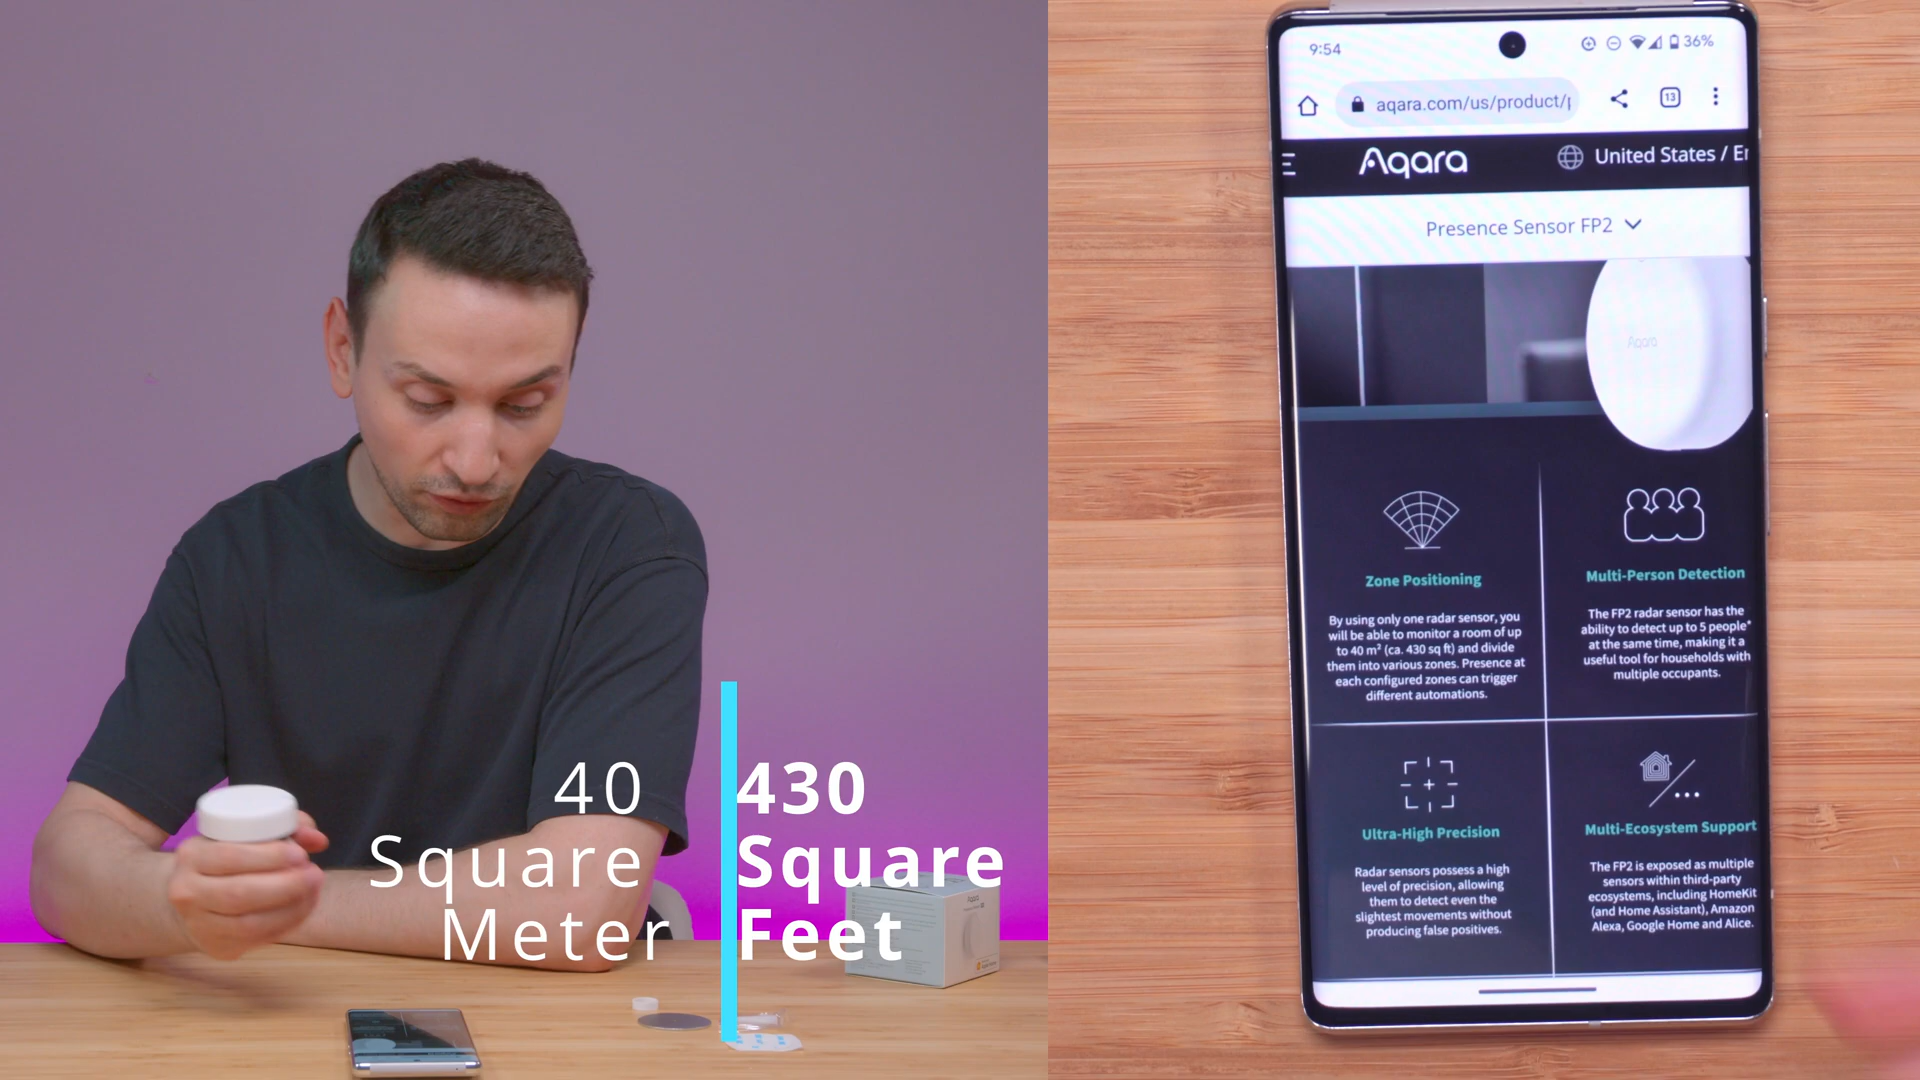 40
Square
Meter
430
Square
Feet
Aqara
9:54
36%
aqara.com/us/product/p
13
Aqara
United States / En
Presence Sensor FP2
Aqara
Zone Positioning
By using only one radar sensor, you
will be able to monitor a room of up
to 40 m² (ca. 430 sq ft) and divide
them into various zones. Presence at
each configured zones can trigger
different automations.
Multi-Person Detection
The FP2 radar sensor has the
ability to detect up to 5 people*
at the same time, making it a
useful tool for households with
multiple occupants.
Ultra-High Precision
Radar sensors possess a high
level of precision, allowing
them to detect even the
slightest movements without
producing false positives.
Multi-Ecosystem Support
The FP2 is exposed as multiple
sensors within third-party
ecosystems, including HomeKit
(and Home Assistant), Amazon
Alexa, Google Home and Alice.